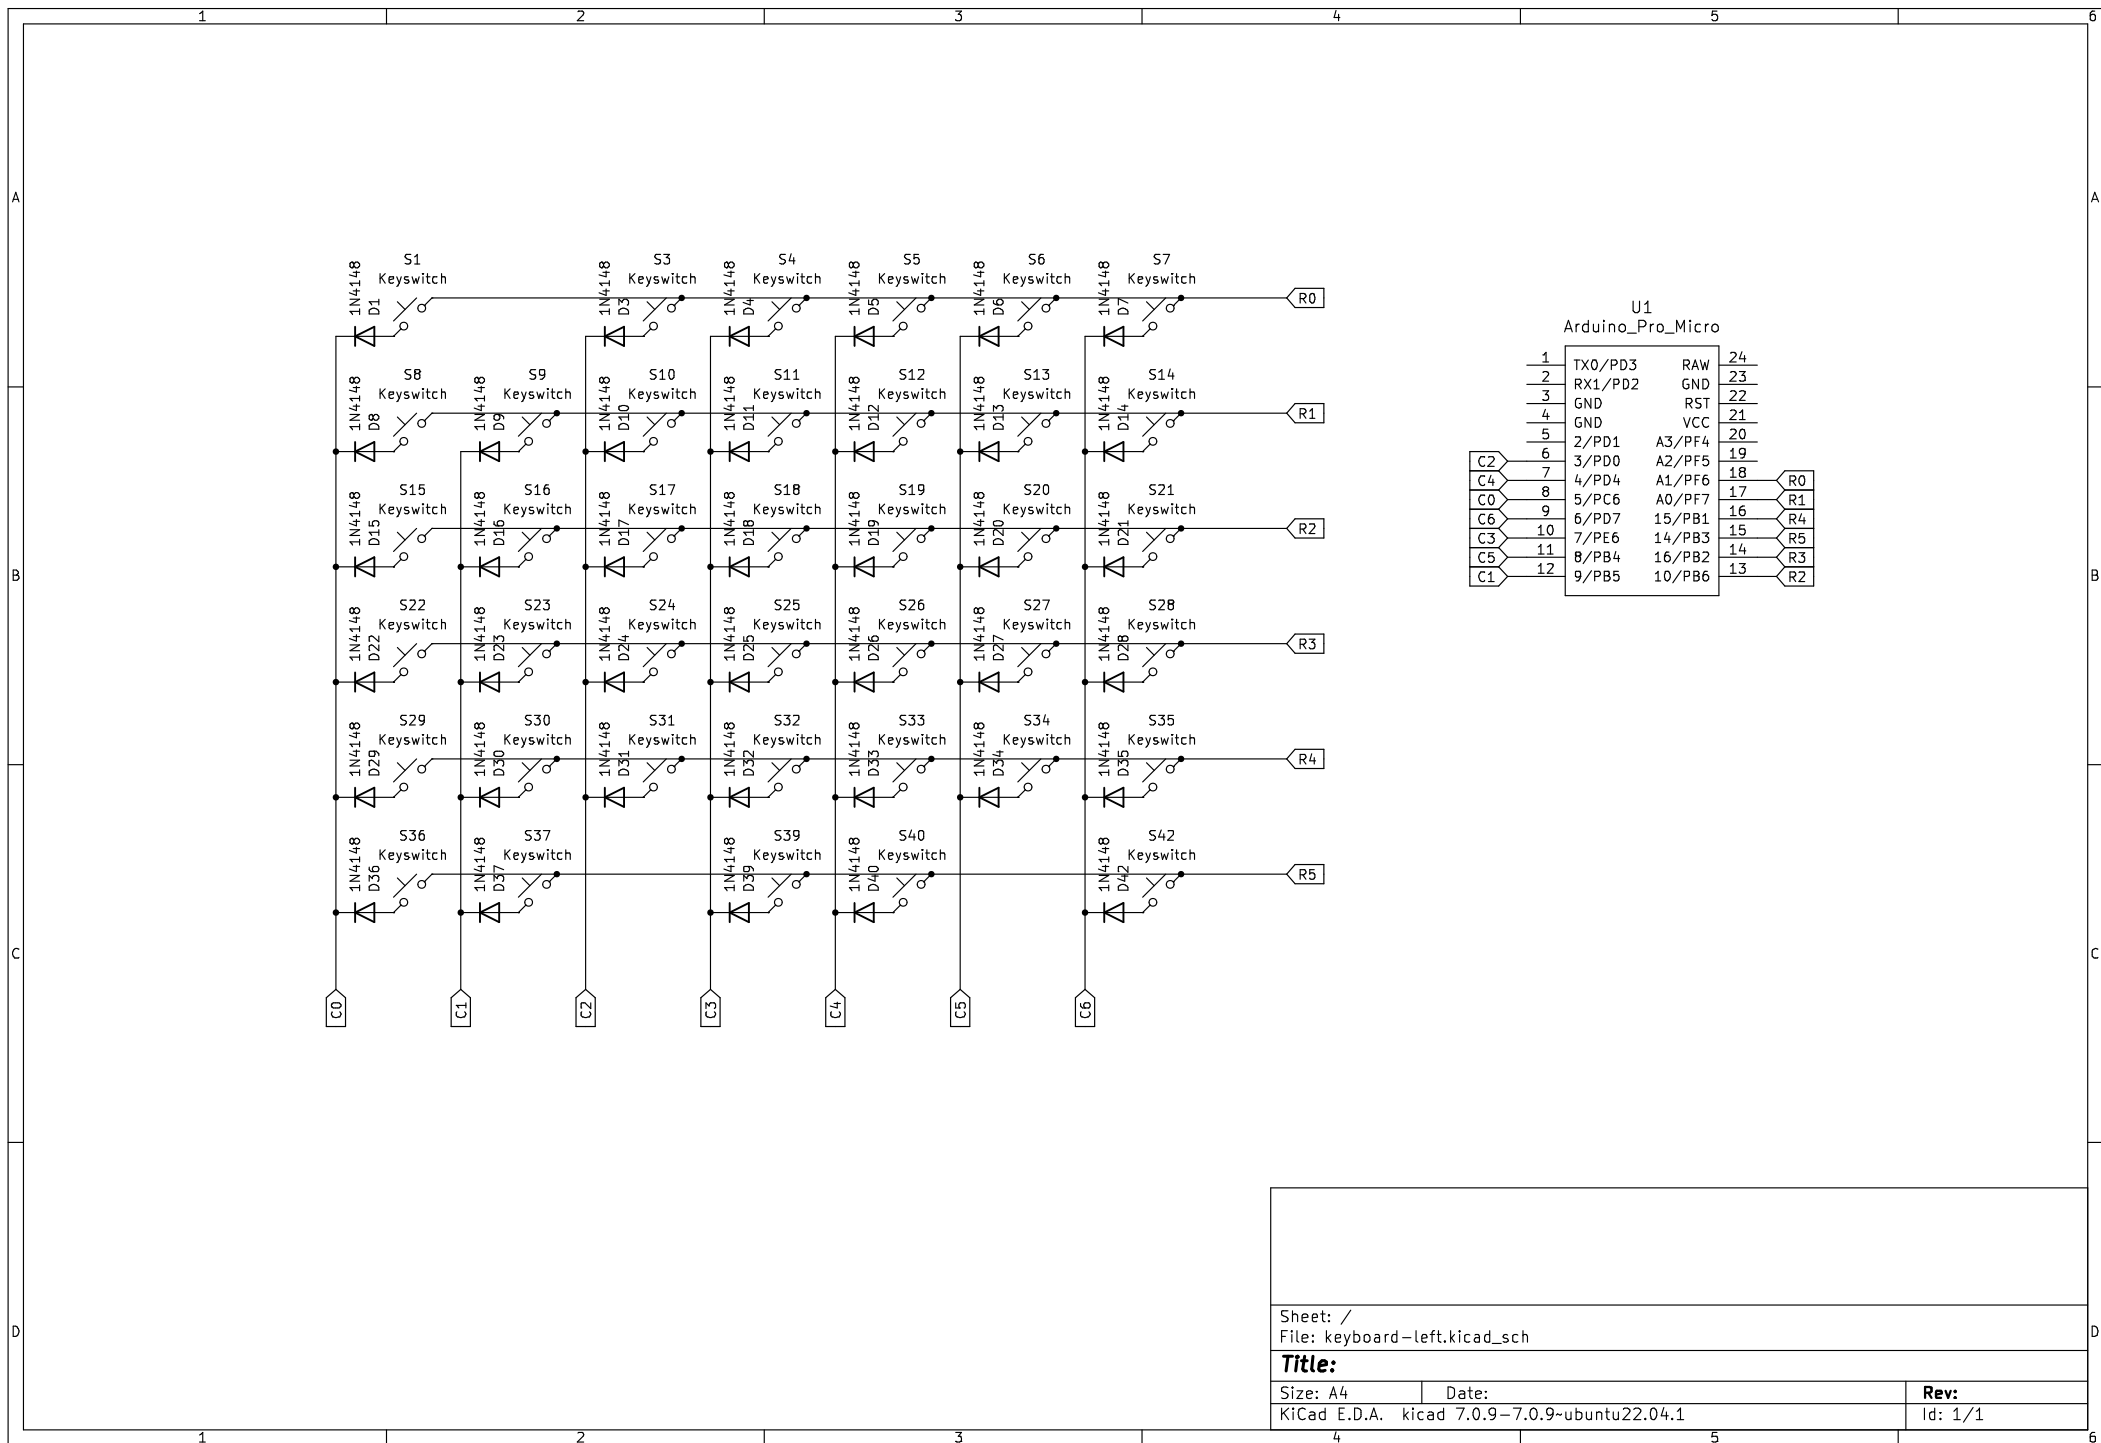 1 2 3 4 5 6
A A
S1 S3 S4 S5 S6 S7
Keyswitch Keyswitch Keyswitch Keyswitch Keyswitch Keyswitch
1N4148 1N4148 1N4148 1N4148 1N4148 1N4148
D1 D3 D4 D5 D6 D7
R0
S8 S9 S10 S11 S12 S13 S14
Keyswitch Keyswitch Keyswitch Keyswitch Keyswitch Keyswitch Keyswitch
1N4148 1N4148 1N4148 1N4148 1N4148 1N4148 1N4148
D8 D9 D10 D11 D12 D13 D14
R1
S15 S16 S17 S18 S19 S20 S21
Keyswitch Keyswitch Keyswitch Keyswitch Keyswitch Keyswitch Keyswitch
1N4148 1N4148 1N4148 1N4148 1N4148 1N4148 1N4148
D15 D16 D17 D18 D19 D20 D21
R2
B B
S22 S23 S24 S25 S26 S27 S28
Keyswitch Keyswitch Keyswitch Keyswitch Keyswitch Keyswitch Keyswitch
1N4148 1N4148 1N4148 1N4148 1N4148 1N4148 1N4148
D22 D23 D24 D25 D26 D27 D28
R3
S29 S30 S31 S32 S33 S34 S35
Keyswitch Keyswitch Keyswitch Keyswitch Keyswitch Keyswitch Keyswitch
1N4148 1N4148 1N4148 1N4148 1N4148 1N4148 1N4148
D29 D30 D31 D32 D33 D34 D35
R4
S36 S37 S39 S40 S42
Keyswitch Keyswitch Keyswitch Keyswitch Keyswitch
1N4148 1N4148 1N4148 1N4148 1N4148
D36 D37 D39 D40 D42
R5
C C
C0 C1 C2 C3 C4 C5 C6
U1
Arduino_Pro_Micro
1 TX0/PD3 RAW 24
2 RX1/PD2 GND 23
3 GND RST 22
4 GND VCC 21
5 2/PD1 A3/PF4 20
C2 6 3/PD0 A2/PF5 19
C4 7 4/PD4 A1/PF6 18 R0
C0 8 5/PC6 A0/PF7 17 R1
C6 9 6/PD7 15/PB1 16 R4
C3 10 7/PE6 14/PB3 15 R5
C5 11 8/PB4 16/PB2 14 R3
C1 12 9/PB5 10/PB6 13 R2
D D
Sheet: /
File: keyboard-left.kicad_sch
Title:
Size: A4 Date: Rev:
KiCad E.D.A. kicad 7.0.9-7.0.9~ubuntu22.04.1 Id: 1/1
1 2 3 4 5 6